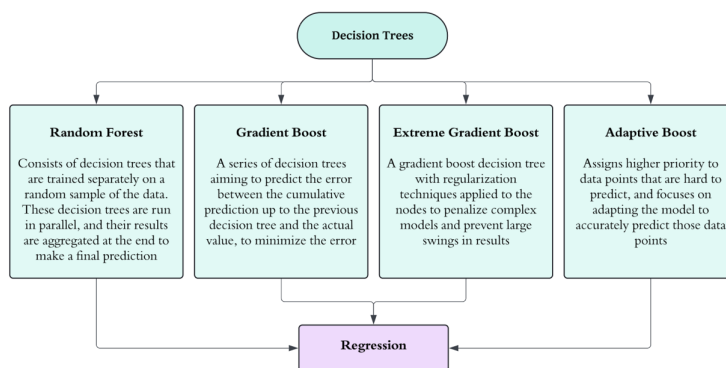 Decision Trees
Random Forest
Consists of decision trees that
are trained separately on a
random sample of the data.
These decision trees are run
in parallel, and their results
are aggregated at the end to
make a final prediction
Gradient Boost
A series of decision trees
aiming to predict the error
between the cumulative
prediction up to the previous
decision tree and the actual
value, to minimize the error
Extreme Gradient Boost
A gradient boost decision tree
with regularization
techniques applied to the
nodes to penalize complex
models and prevent large
swings in results
Adaptive Boost
Assigns higher priority to
data points that are hard to
predict, and focuses on
adapting the model to
accurately predict those data
points
Regression